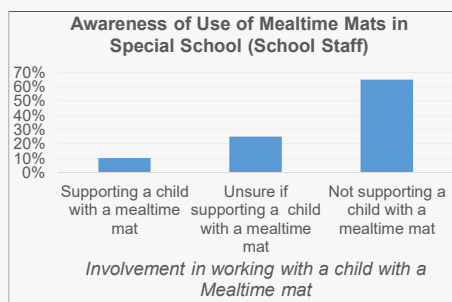 Awareness of Use of Mealtime Mats in
Special School (School Staff)
70%
60%
50%
40%
30%
20%
10%
0%
Supporting a child
with a mealtime
mat
Unsure if
supporting a child
with a mealtime
mat
Not supporting a
child with a
mealtime mat
Involvement in working with a child with a
Mealtime mat